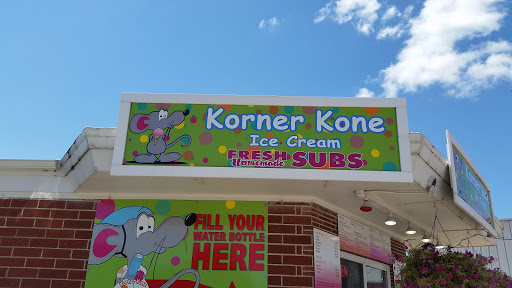 Korner Kone
Ice Cream
FRESH SUBS
Homemade
FILL YOUR
WATER BOTTLE
HERE